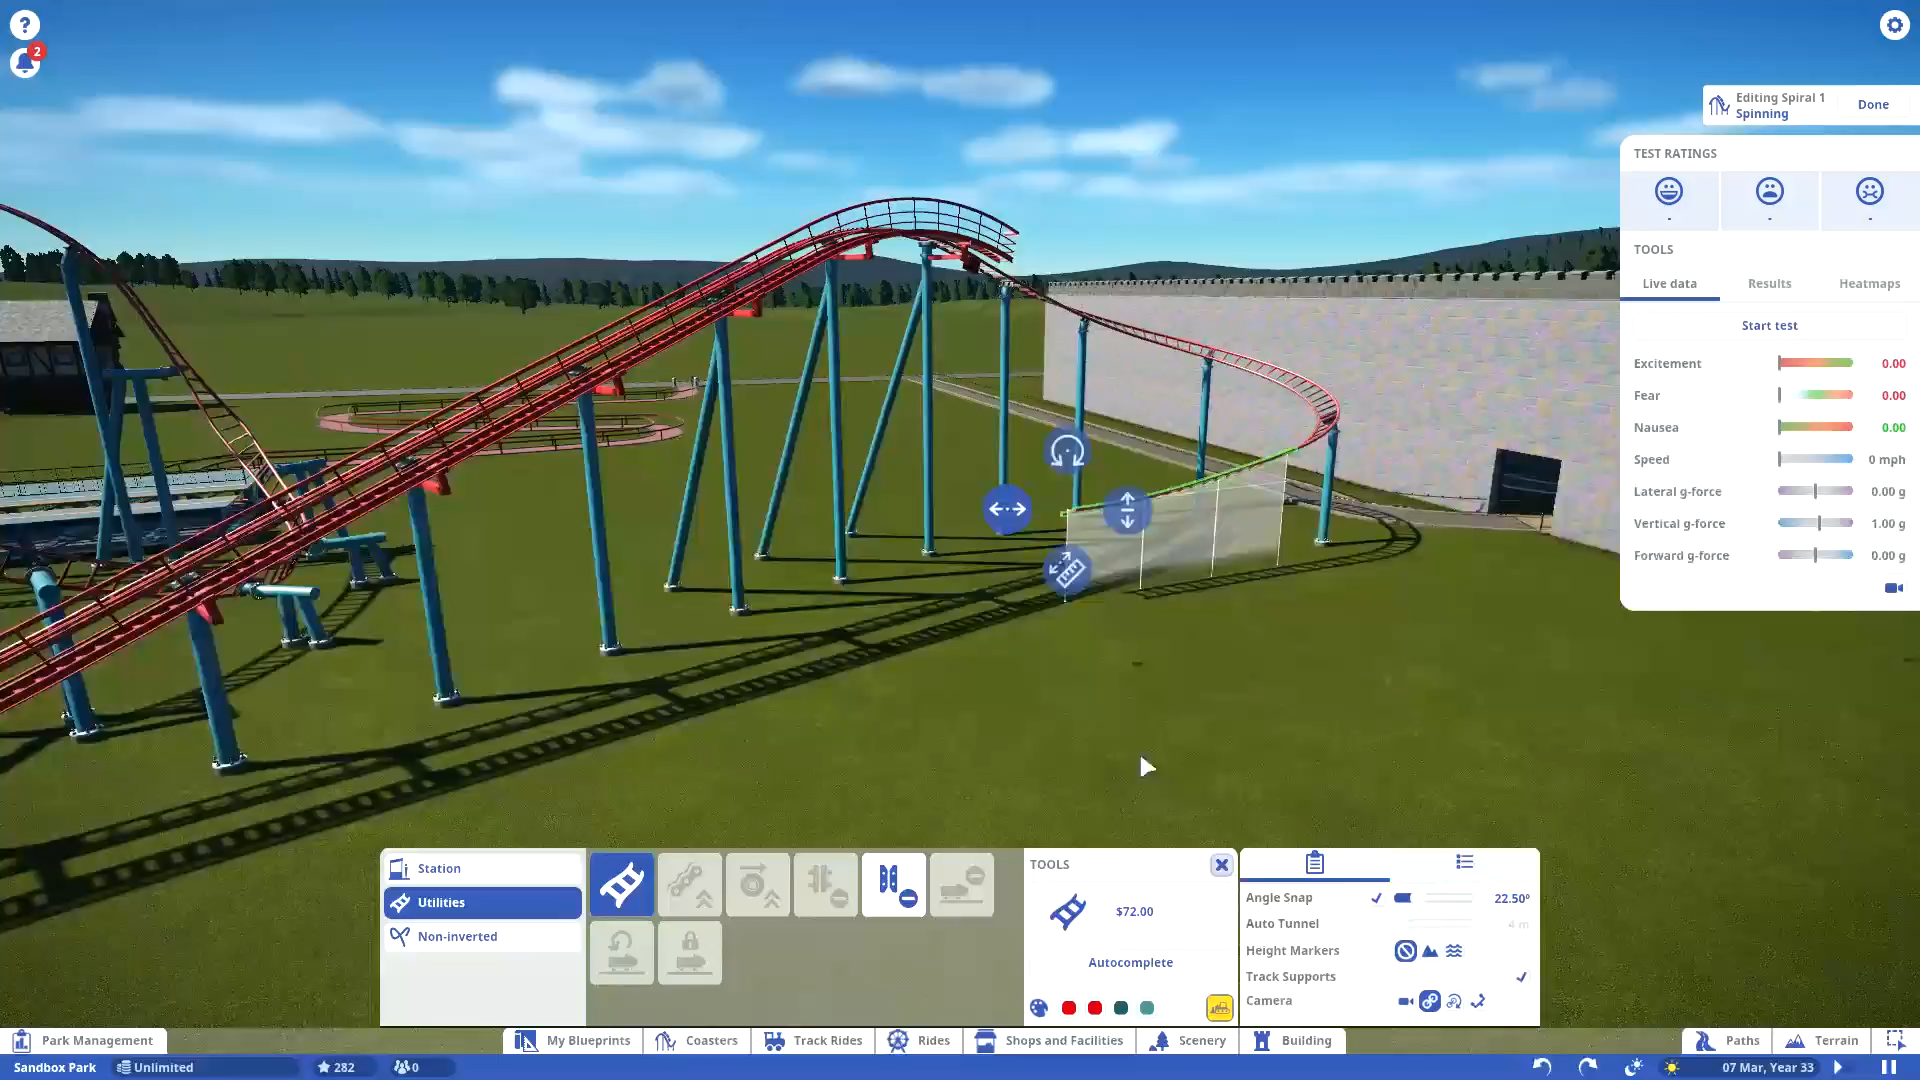 ?
2
Editing Spiral 1
Spinning
Done
TEST RATINGS
-
-
-
TOOLS
Live data
Results
Heatmaps
Start test
Excitement
0.00
Fear
0.00
Nausea
0.00
Speed
0 mph
Lateral g-force
0.00 g
Vertical g-force
1.00 g
Forward g-force
0.00 g
Station
Utilities
Non-inverted
TOOLS
$72.00
Autocomplete
Angle Snap
22.50°
Auto Tunnel
4 m
Height Markers
Track Supports
Camera
Park Management
My Blueprints
Coasters
Track Rides
Rides
Shops and Facilities
Scenery
Building
Paths
Terrain
Sandbox Park
Unlimited
282
0
07 Mar, Year 33